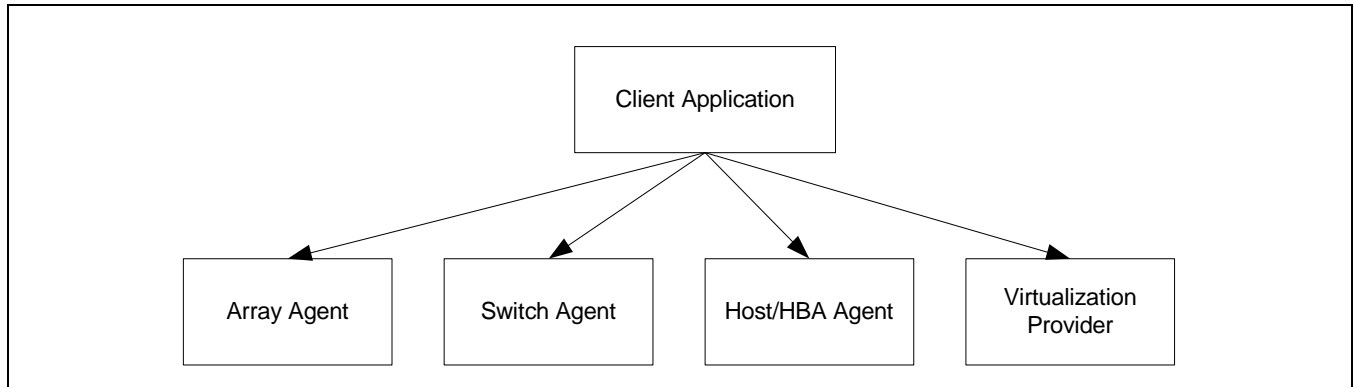 Client Application
Array Agent
Switch Agent
Host/HBA Agent
Virtualization
Provider